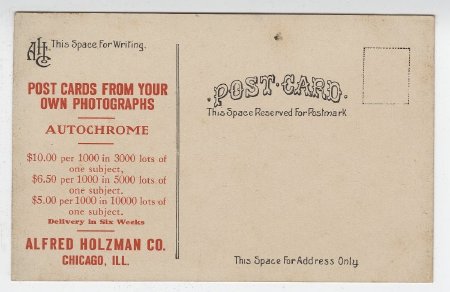 AHCo This Space For Writing.
POST CARDS FROM YOUR
OWN PHOTOGRAPHS
AUTOCHROME
$10.00 per 1000 in 3000 lots of
one subject,
$6.50 per 1000 in 5000 lots of
one subject.
$5.00 per 1000 in 10000 lots of
one subject.
Delivery in Six Weeks
ALFRED HOLZMAN CO.
CHICAGO, ILL.
POST CARD.
This Space Reserved For Postmark
This Space For Address Only.